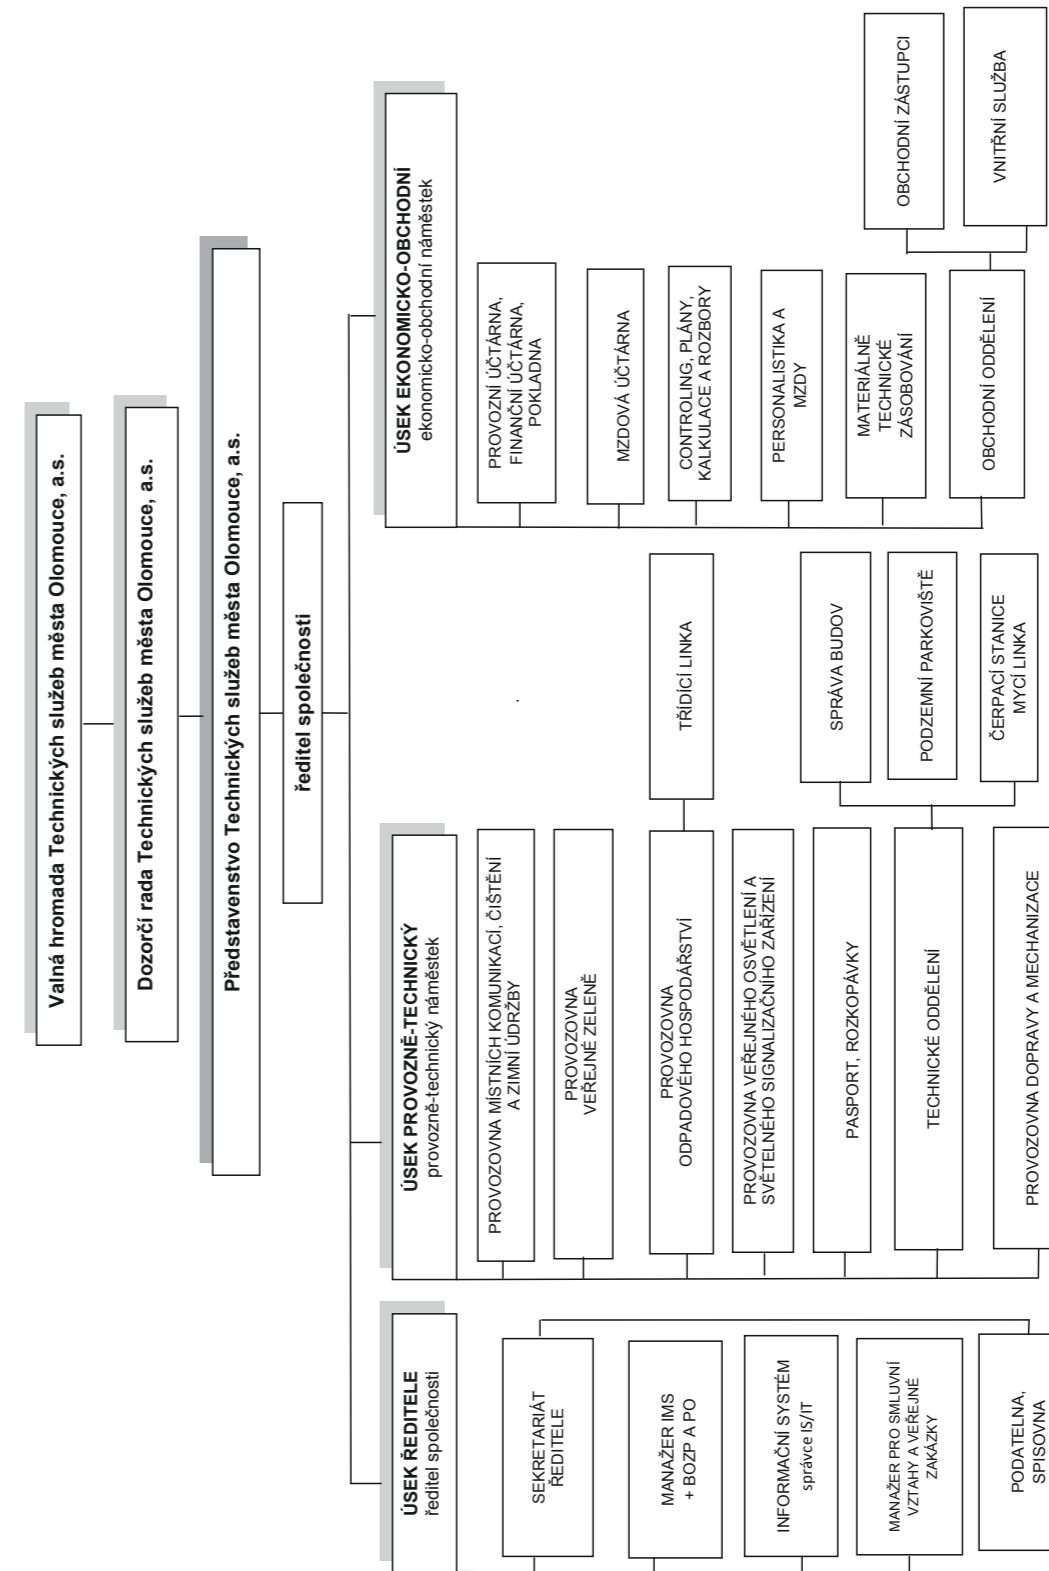 Valná hromada Technických služeb města Olomouce, a.s.
Dozorčí rada Technických služeb města Olomouce, a.s.
Představenstvo Technických služeb města Olomouce, a.s.
ředitel společnosti
ÚSEK ŘEDITELE
ředitel společnosti
SEKRETARIÁT
ŘEDITELE
MANAŽER IMS
+ BOZP A PO
INFORMAČNÍ SYSTÉM
správce IS/IT
MANAŽER PRO SMLUVNÍ
VZTAHY A VEŘEJNÉ
ZAKÁZKY
PODATELNA,
SPISOVNA
ÚSEK PROVOZNĚ-TECHNICKÝ
provozně-technický náměstek
PROVOZOVNA MÍSTNÍCH KOMUNIKACÍ, ČIŠTĚNÍ
A ZIMNÍ ÚDRŽBY
PROVOZOVNA
VEŘEJNÉ ZELENĚ
PROVOZOVNA
ODPADOVÉHO HOSPODÁŘSTVÍ
TŘÍDÍCÍ LINKA
PROVOZOVNA VEŘEJNÉHO OSVĚTLENÍ A
SVĚTELNÉHO SIGNALIZAČNÍHO ZAŘÍZENÍ
PASPORT, ROZKOPÁVKY
TECHNICKÉ ODDĚLENÍ
SPRÁVA BUDOV
PODZEMNÍ PARKOVIŠTĚ
ČERPACÍ STANICE
MYCÍ LINKA
PROVOZOVNA DOPRAVY A MECHANIZACE
ÚSEK EKONOMICKO-OBCHODNÍ
ekonomicko-obchodní náměstek
PROVOZNÍ ÚČTÁRNA,
FINANČNÍ ÚČTÁRNA,
POKLADNA
MZDOVÁ ÚČTÁRNA
CONTROLING, PLÁNY,
KALKULACE A ROZBORY
PERSONALISTIKA A
MZDY
MATERIÁLNĚ
TECHNICKÉ
ZÁSOBOVÁNÍ
OBCHODNÍ ODDĚLENÍ
OBCHODNÍ ZÁSTUPCI
VNITŘNÍ SLUŽBA